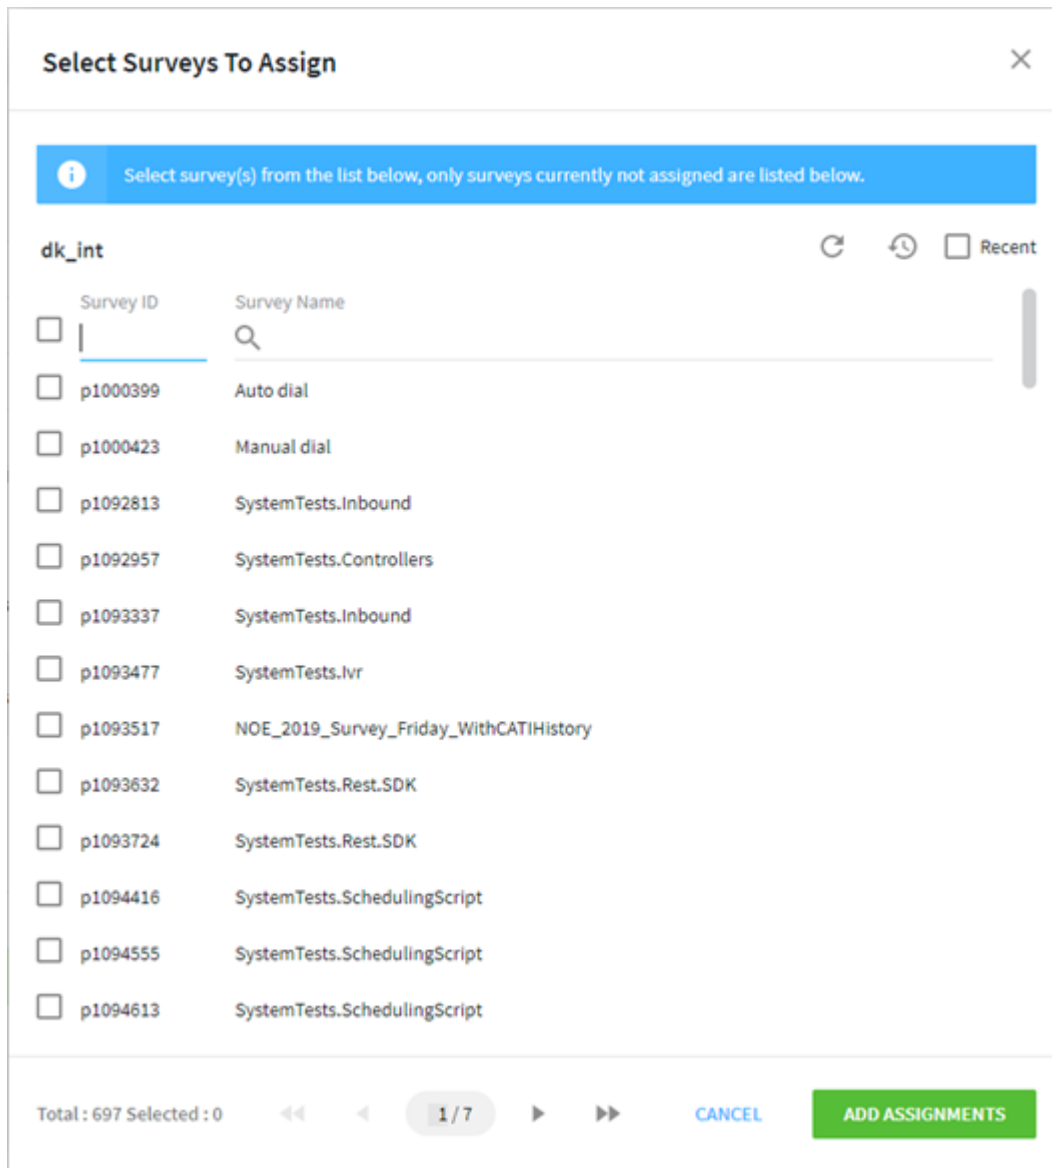 Select Surveys To Assign
Select survey(s) from the list below, only surveys currently not assigned are listed below.
dk_int Recent
Survey ID Survey Name
p1000399 Auto dial
p1000423 Manual dial
p1092813 SystemTests.Inbound
p1092957 SystemTests.Controllers
p1093337 SystemTests.Inbound
p1093477 SystemTests.Ivr
p1093517 NOE_2019_Survey_Friday_WithCATIHistory
p1093632 SystemTests.Rest.SDK
p1093724 SystemTests.Rest.SDK
p1094416 SystemTests.SchedulingScript
p1094555 SystemTests.SchedulingScript
p1094613 SystemTests.SchedulingScript
Total : 697 Selected : 0 1 / 7 CANCEL ADD ASSIGNMENTS